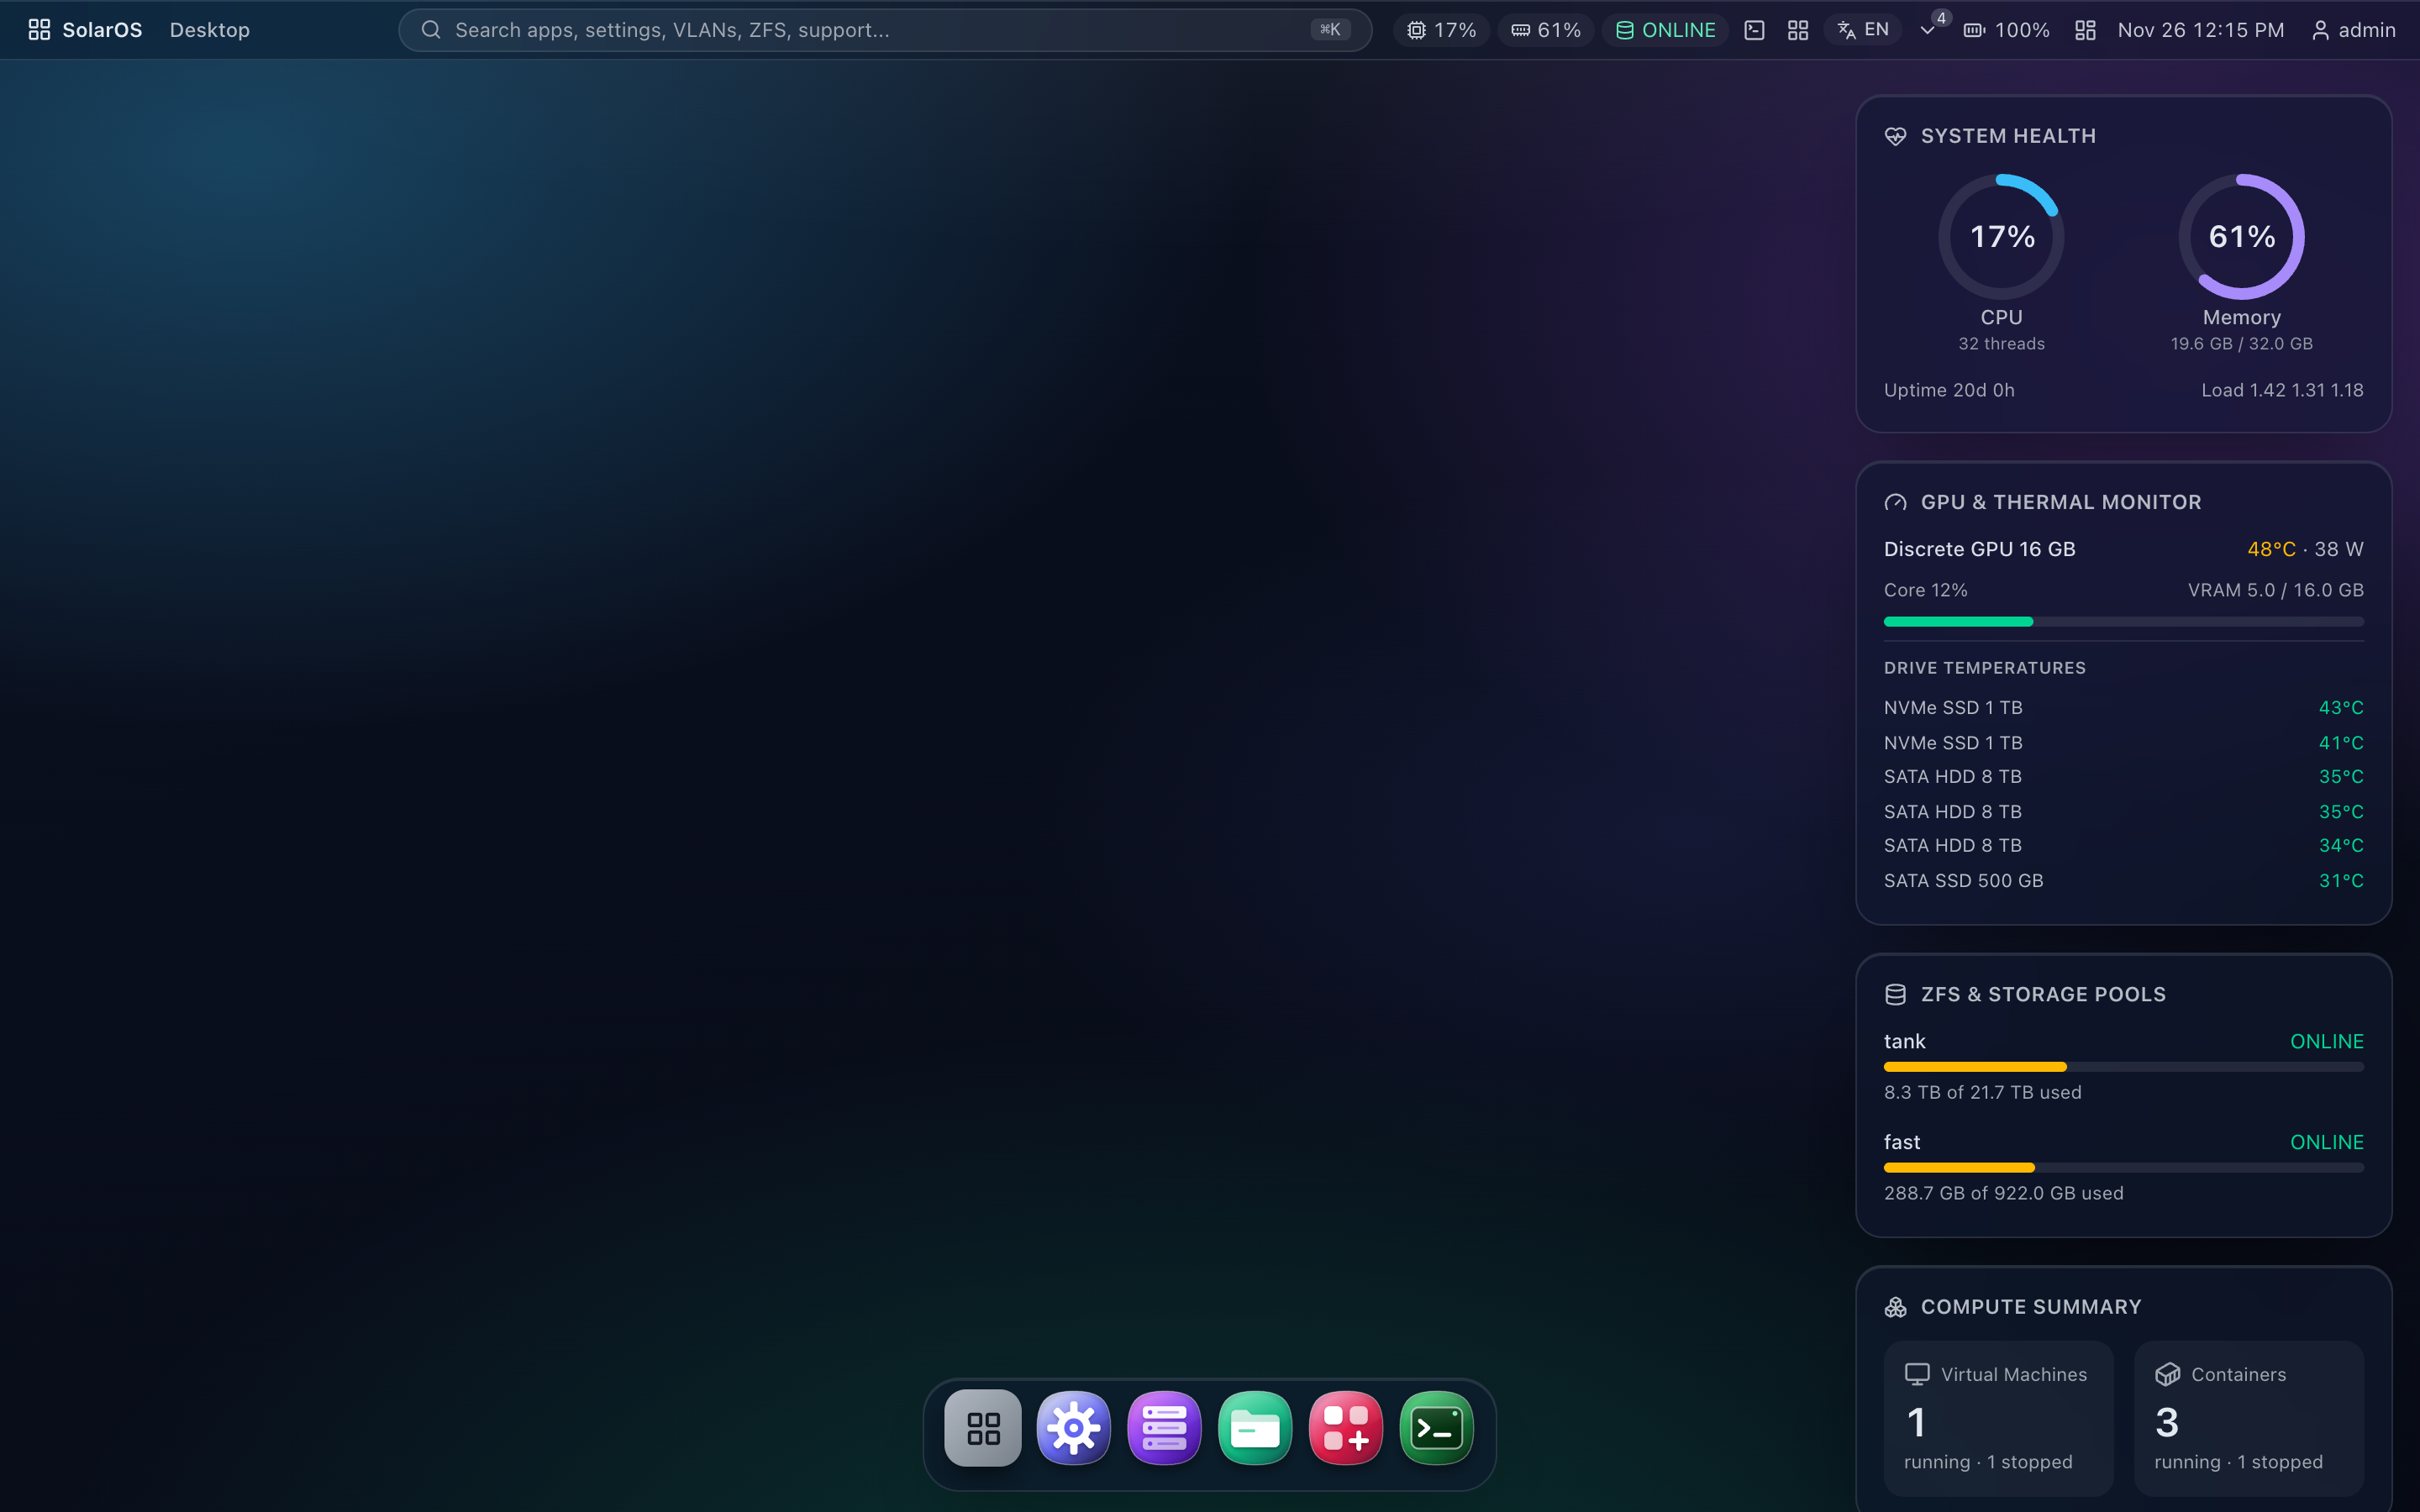 SolarOS Desktop Search apps, settings, VLANs, ZFS, support... ⌘K 17% 61% ONLINE EN 4 100% Nov 26 12:15 PM admin
SYSTEM HEALTH
17% 61%
CPU Memory
32 threads 19.6 GB / 32.0 GB
Uptime 20d 0h Load 1.42 1.31 1.18
GPU & THERMAL MONITOR
Discrete GPU 16 GB 48°C · 38 W
Core 12% VRAM 5.0 / 16.0 GB
DRIVE TEMPERATURES
NVMe SSD 1 TB 43°C
NVMe SSD 1 TB 41°C
SATA HDD 8 TB 35°C
SATA HDD 8 TB 35°C
SATA HDD 8 TB 34°C
SATA SSD 500 GB 31°C
ZFS & STORAGE POOLS
tank ONLINE
8.3 TB of 21.7 TB used
fast ONLINE
288.7 GB of 922.0 GB used
COMPUTE SUMMARY
Virtual Machines Containers
1 3
running · 1 stopped running · 1 stopped